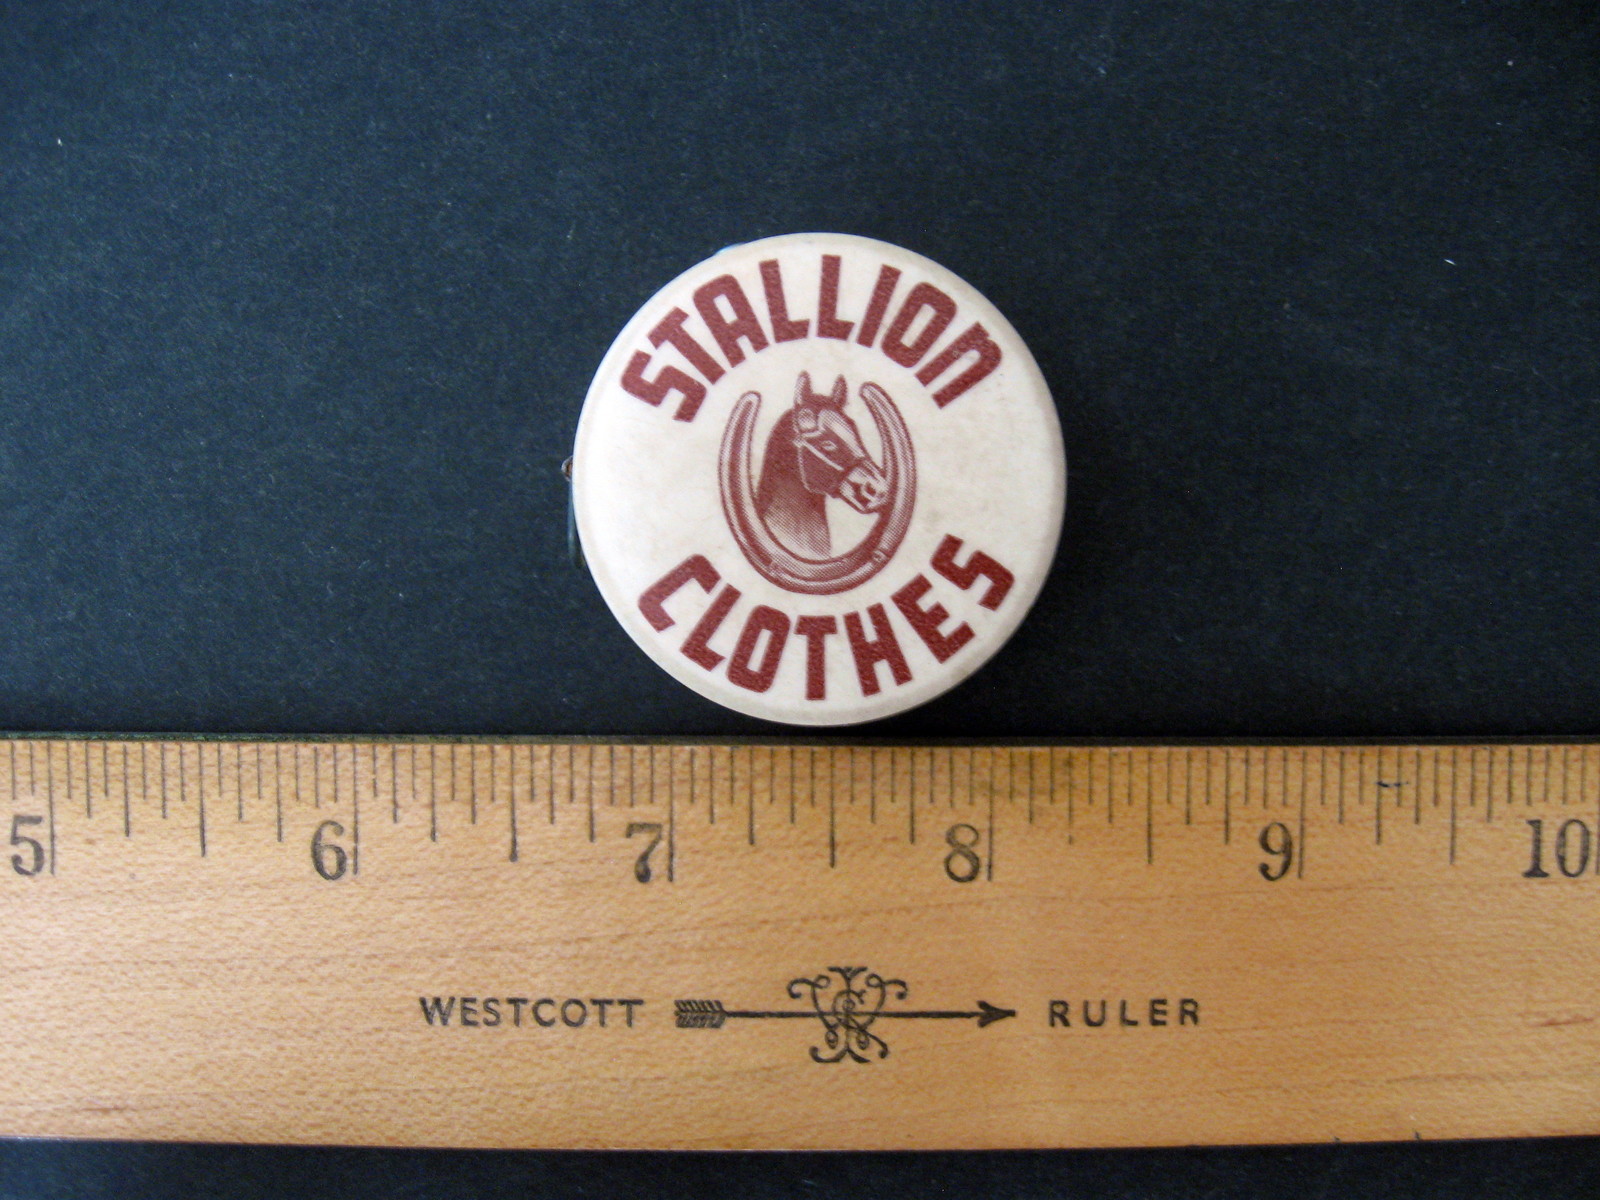 STALLION
CLOTHES
5 6 7 8 9 10
WESTCOTT RULER